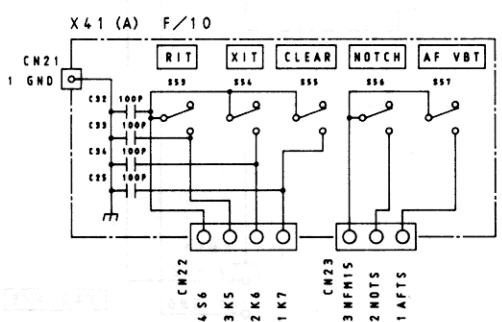 X41 (A) F/10
CN21
1 GND
RIT
XIT
CLEAR
NOTCH
AF VBT
S53
S54
S55
S56
S57
C32 100P
C33 100P
C34 100P
C25 100P
CN22
4 S6
3 K5
2 K6
1 K7
CN23
3 NFM15
2 NOTS
1 AFTS